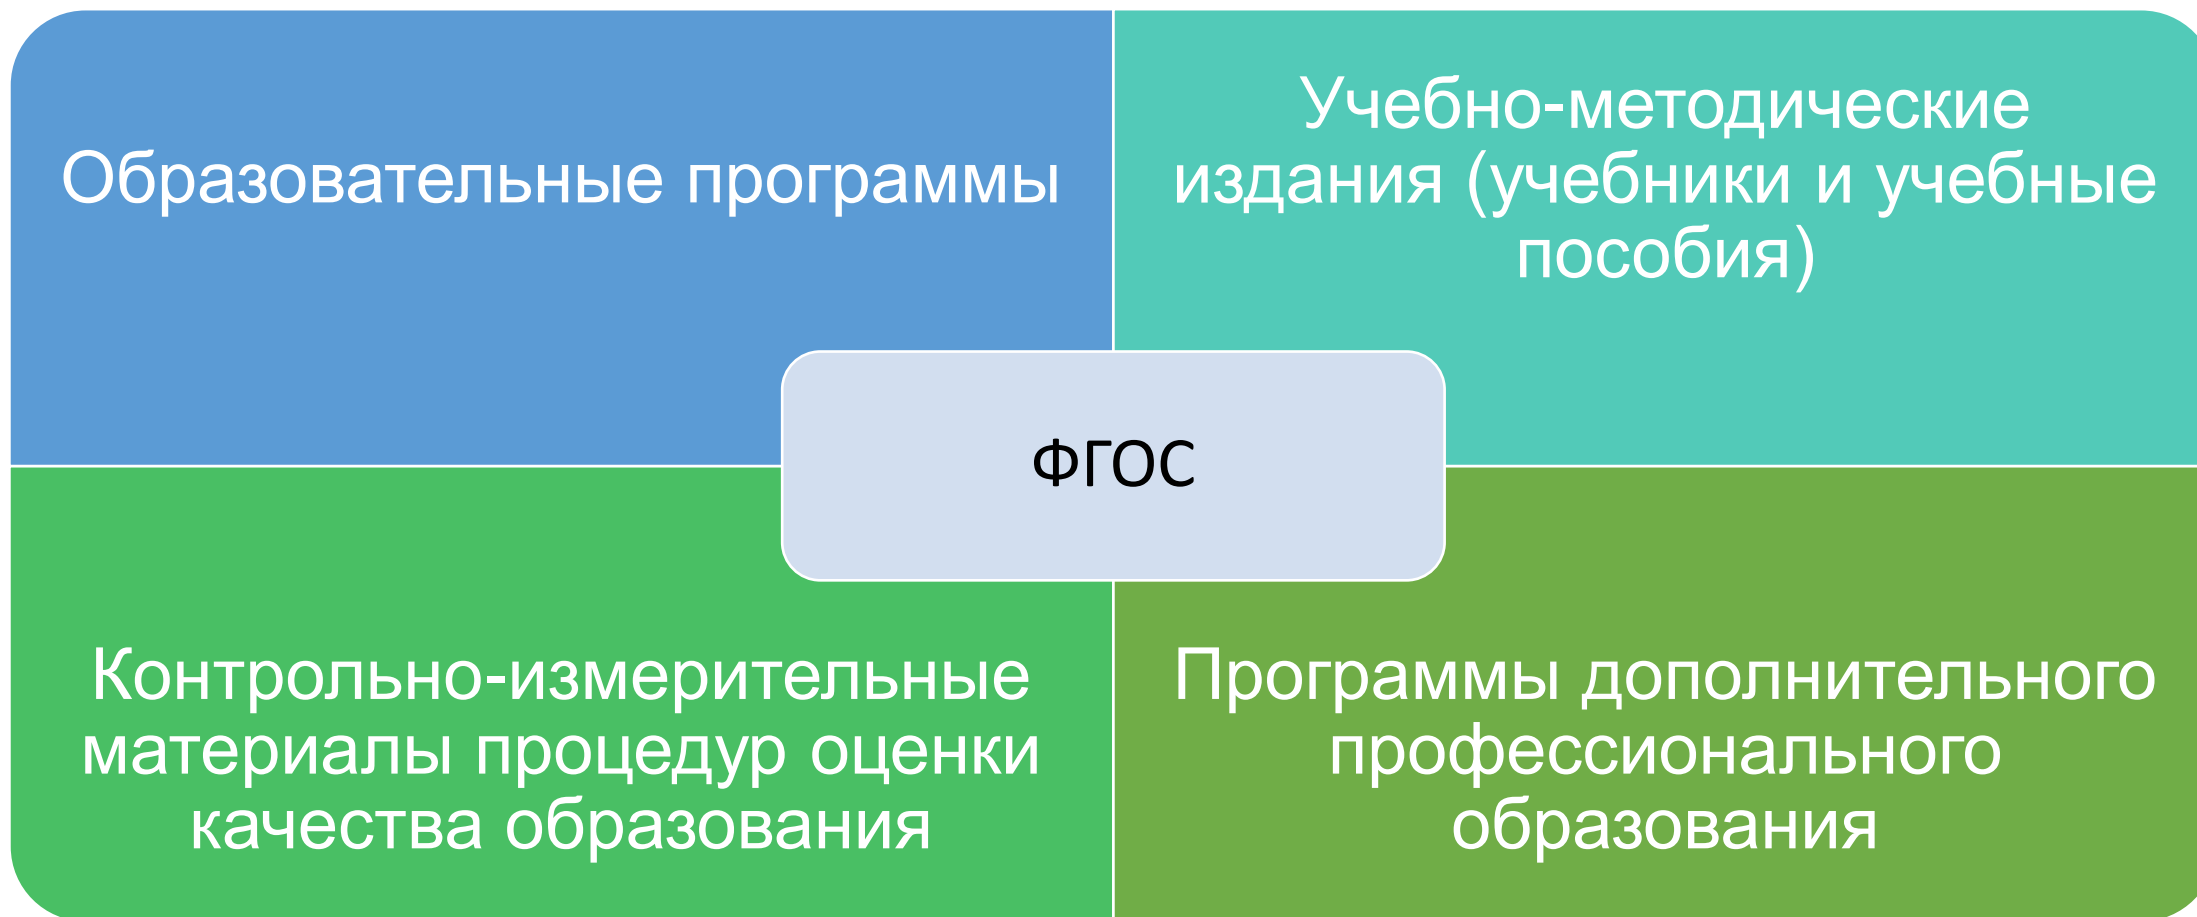 Образовательные программы
Учебно-методические
издания (учебники и учебные
пособия)
ФГОС
Контрольно-измерительные
материалы процедур оценки
качества образования
Программы дополнительного
профессионального
образования